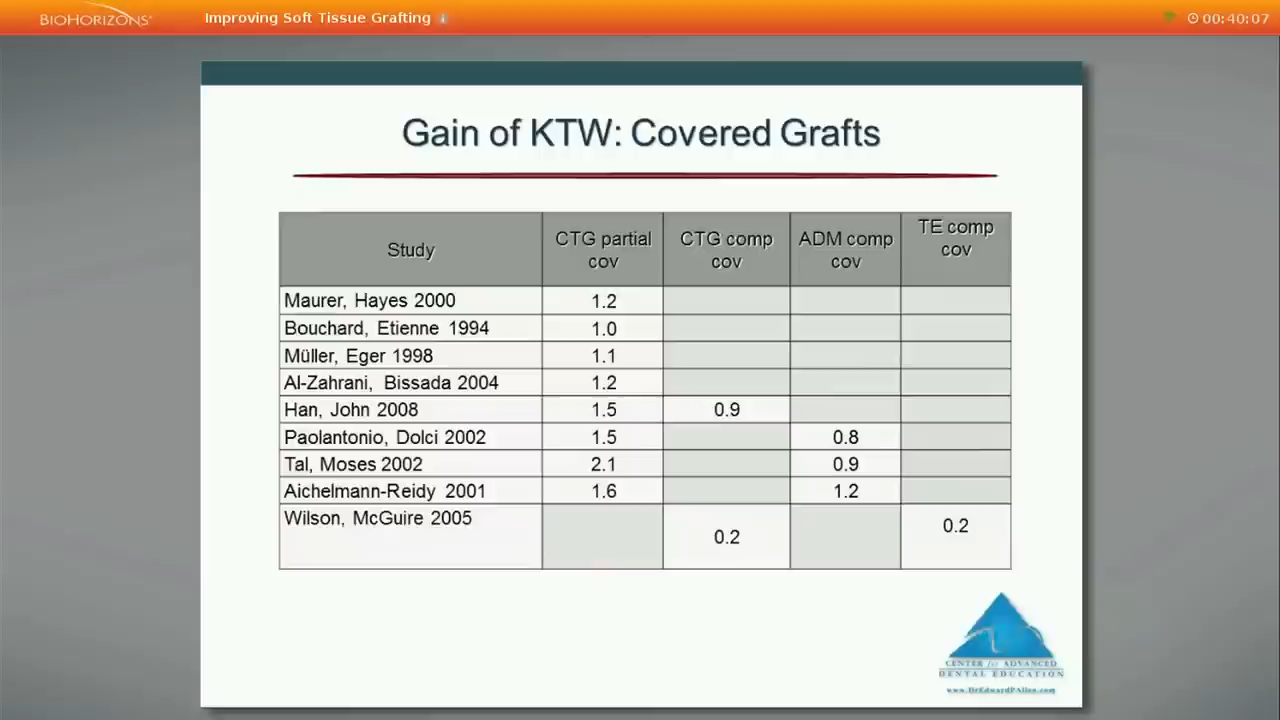 BIOHORIZONS
Improving Soft Tissue Grafting
00:40:07
Gain of KTW: Covered Grafts
Study
CTG partial cov
CTG comp cov
ADM comp cov
TE comp cov
Maurer, Hayes 2000 1.2
Bouchard, Etienne 1994 1.0
Müller, Eger 1998 1.1
Al-Zahrani, Bissada 2004 1.2
Han, John 2008 1.5 0.9
Paolantonio, Dolci 2002 1.5 0.8
Tal, Moses 2002 2.1 0.9
Aichelmann-Reidy 2001 1.6 1.2
Wilson, McGuire 2005 0.2 0.2
CENTER for ADVANCED
DENTAL EDUCATION
www.DrEdwardPAllen.com